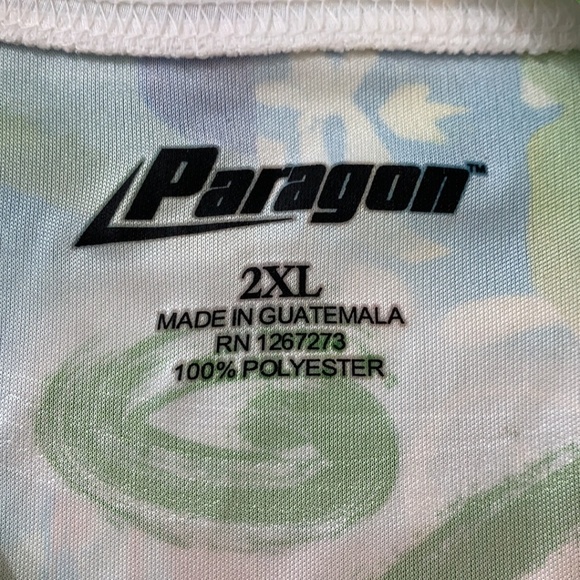 Paragon™
2XL
MADE IN GUATEMALA
RN 1267273
100% POLYESTER